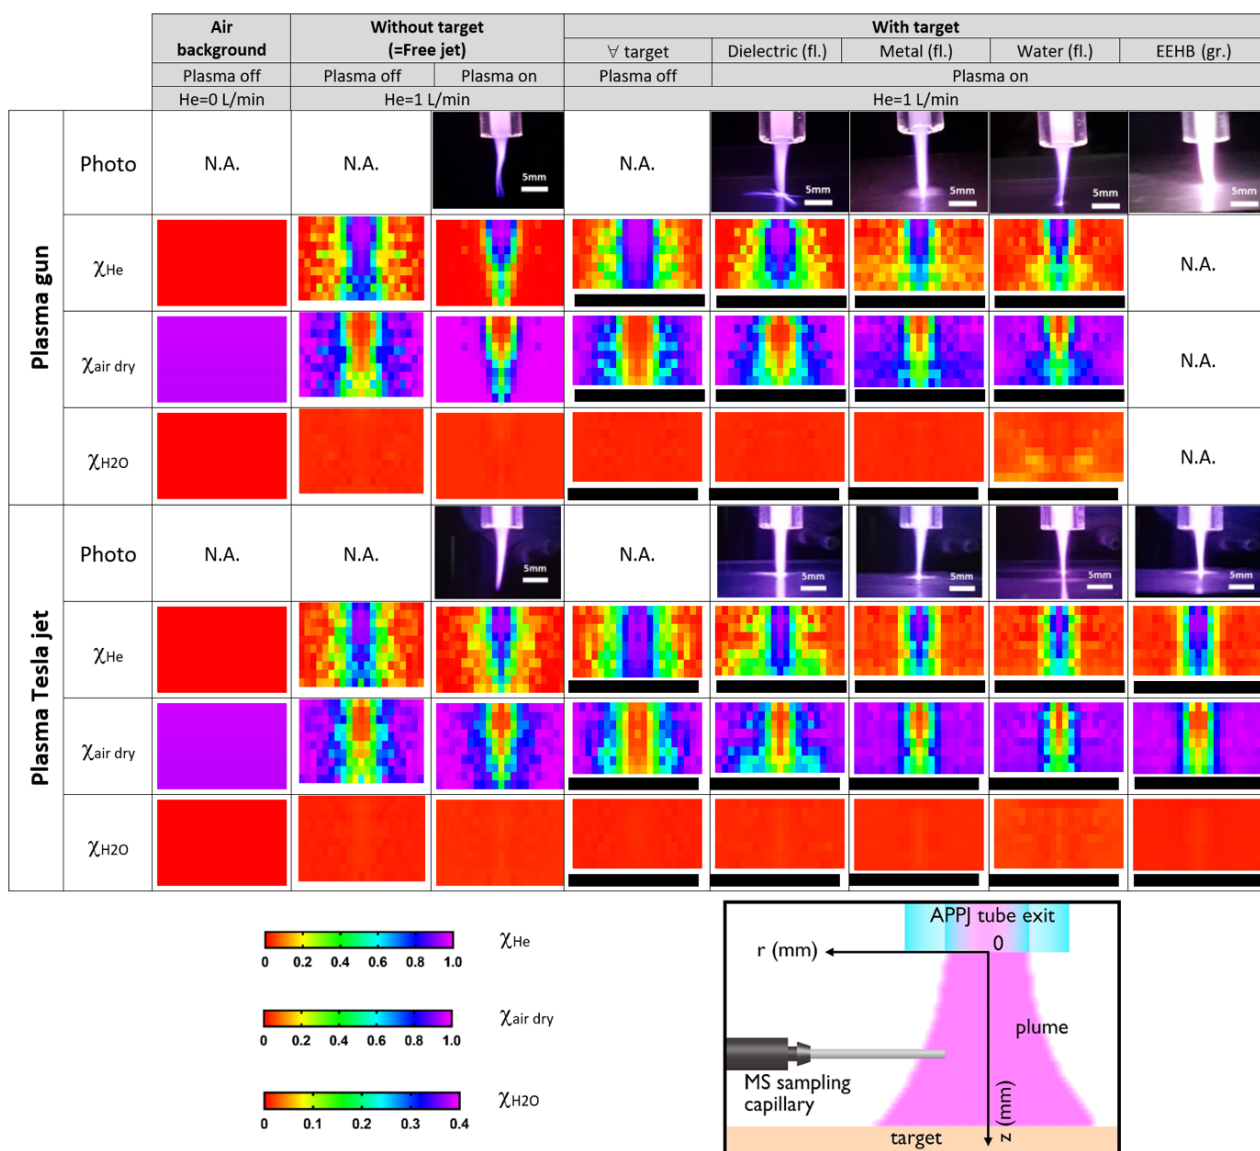 Air background
Without target (=Free jet)
With target
∀ target
Dielectric (fl.)
Metal (fl.)
Water (fl.)
EEHB (gr.)
Plasma off
Plasma off
Plasma on
Plasma off
Plasma on
He=0 L/min
He=1 L/min
He=1 L/min
Plasma gun
Photo
N.A.
N.A.
5mm
N.A.
5mm
5mm
5mm
5mm
χHe
N.A.
χair dry
N.A.
χH2O
N.A.
Plasma Tesla jet
Photo
N.A.
N.A.
5mm
N.A.
5mm
5mm
5mm
5mm
χHe
χair dry
χH2O
χHe
0 0.2 0.4 0.6 0.8 1.0
χair dry
0 0.2 0.4 0.6 0.8 1.0
χH2O
0 0.1 0.2 0.3 0.4
APPJ tube exit
0
r (mm)
plume
MS sampling
capillary
z (mm)
target